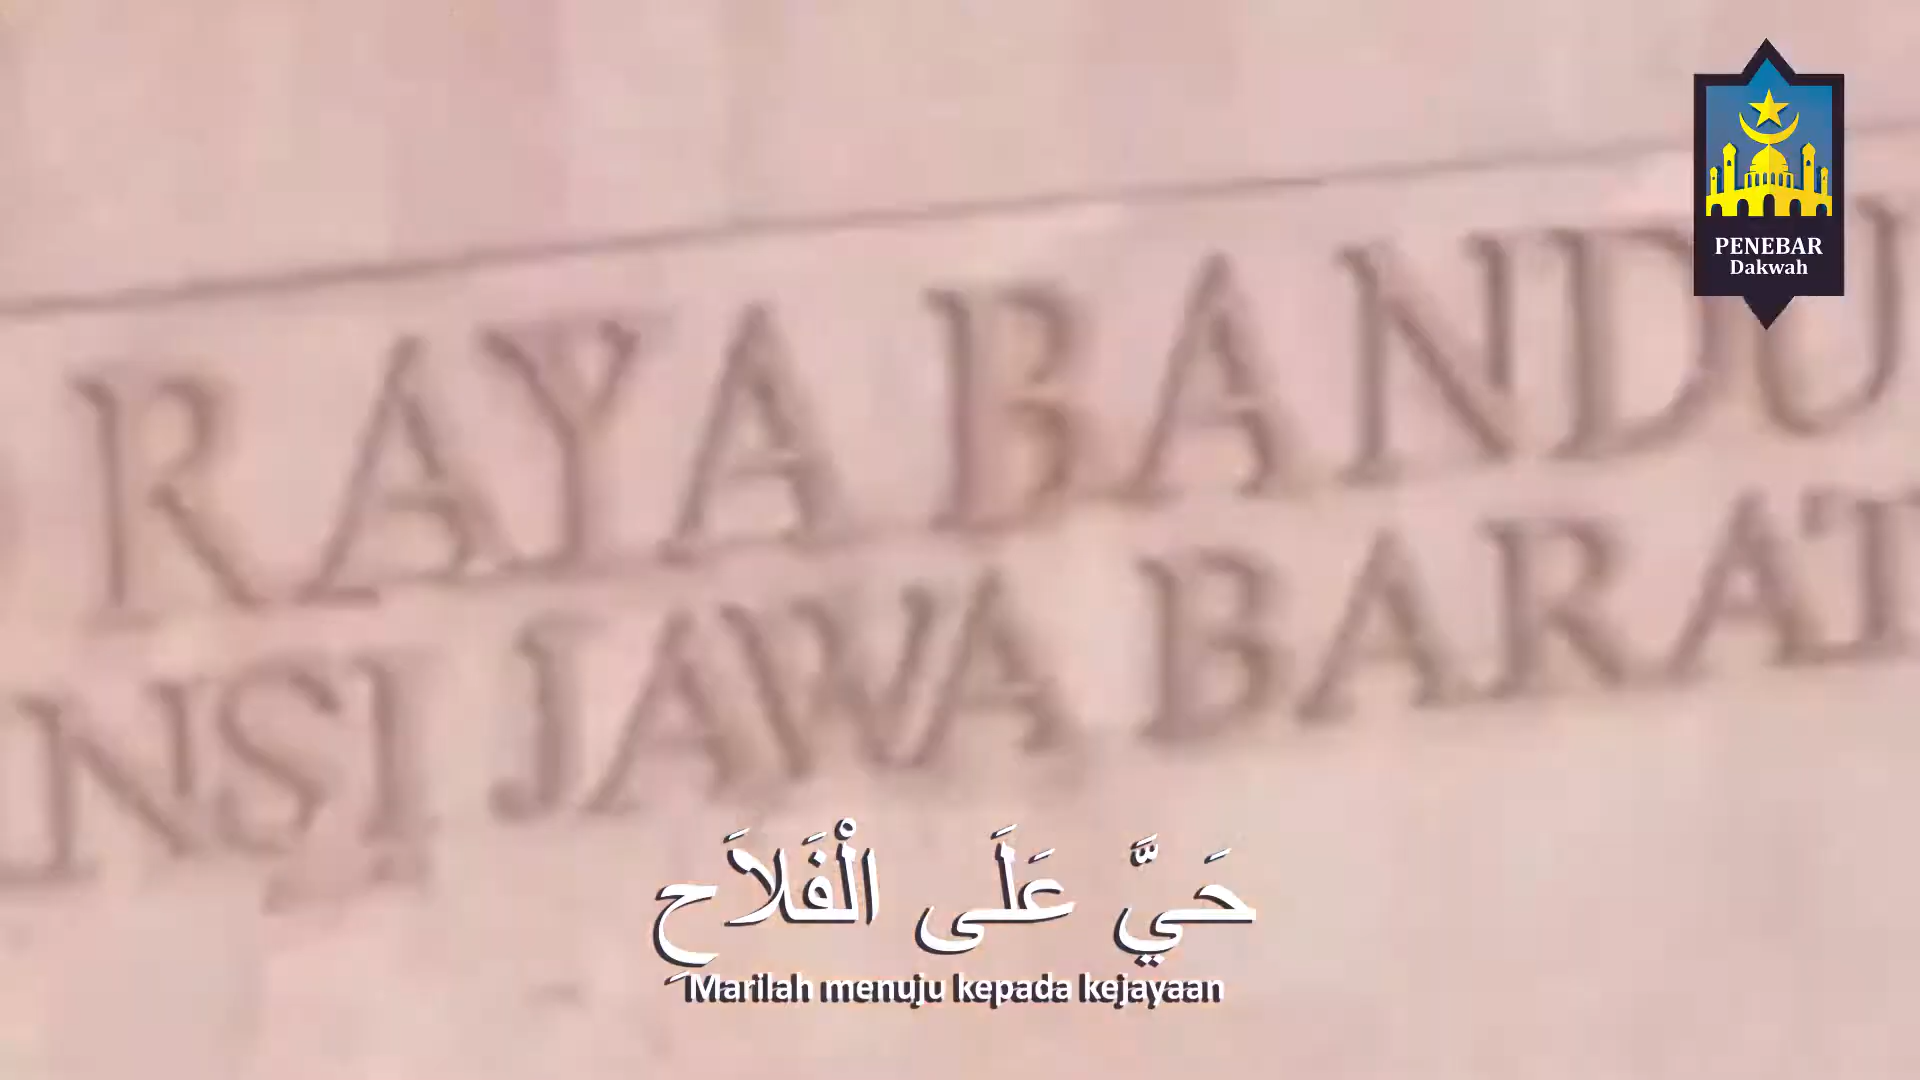 RAYA BANDU
NSI JAWA BARAT
PENEBAR
Dakwah
حَيَّ عَلَى الْفَلاَحِ
Marilah menuju kepada kejayaan